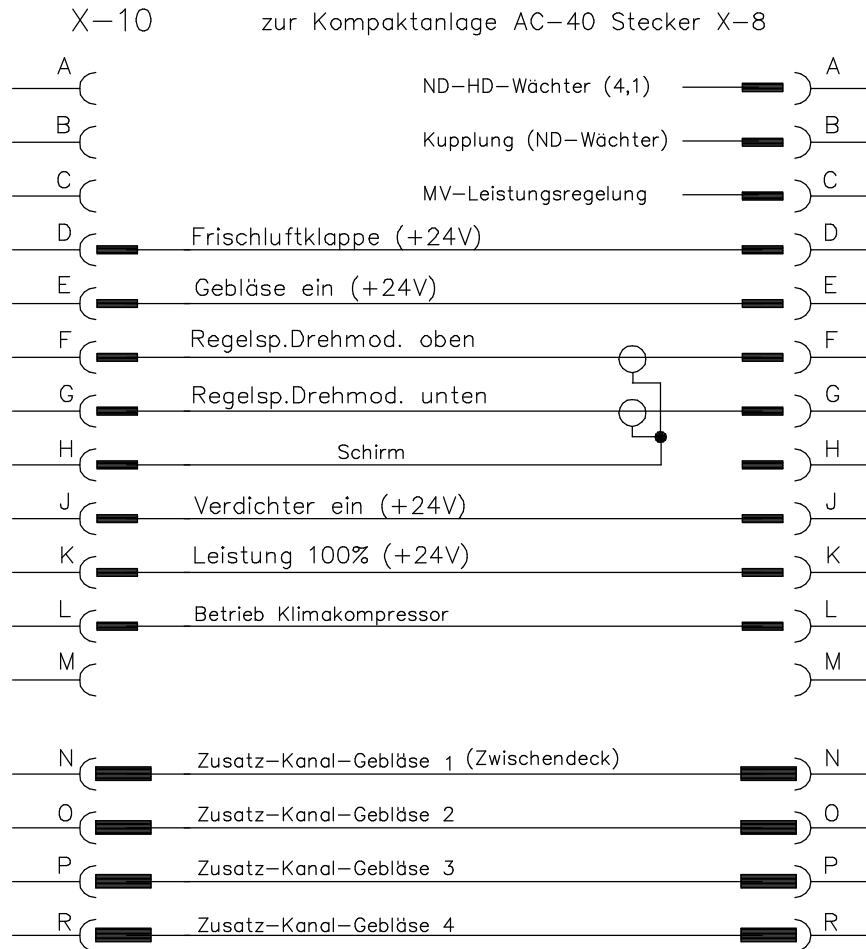 X-10 zur Kompaktanlage AC-40 Stecker X-8
A ND-HD-Wächter (4,1) A
B Kupplung (ND-Wächter) B
C MV-Leistungsregelung C
D Frischluftklappe (+24V) D
E Gebläse ein (+24V) E
F Regelsp.Drehmod. oben F
G Regelsp.Drehmod. unten G
H Schirm H
J Verdichter ein (+24V) J
K Leistung 100% (+24V) K
L Betrieb Klimakompressor L
M M
N Zusatz-Kanal-Gebläse 1 (Zwischendeck) N
O Zusatz-Kanal-Gebläse 2 O
P Zusatz-Kanal-Gebläse 3 P
R Zusatz-Kanal-Gebläse 4 R